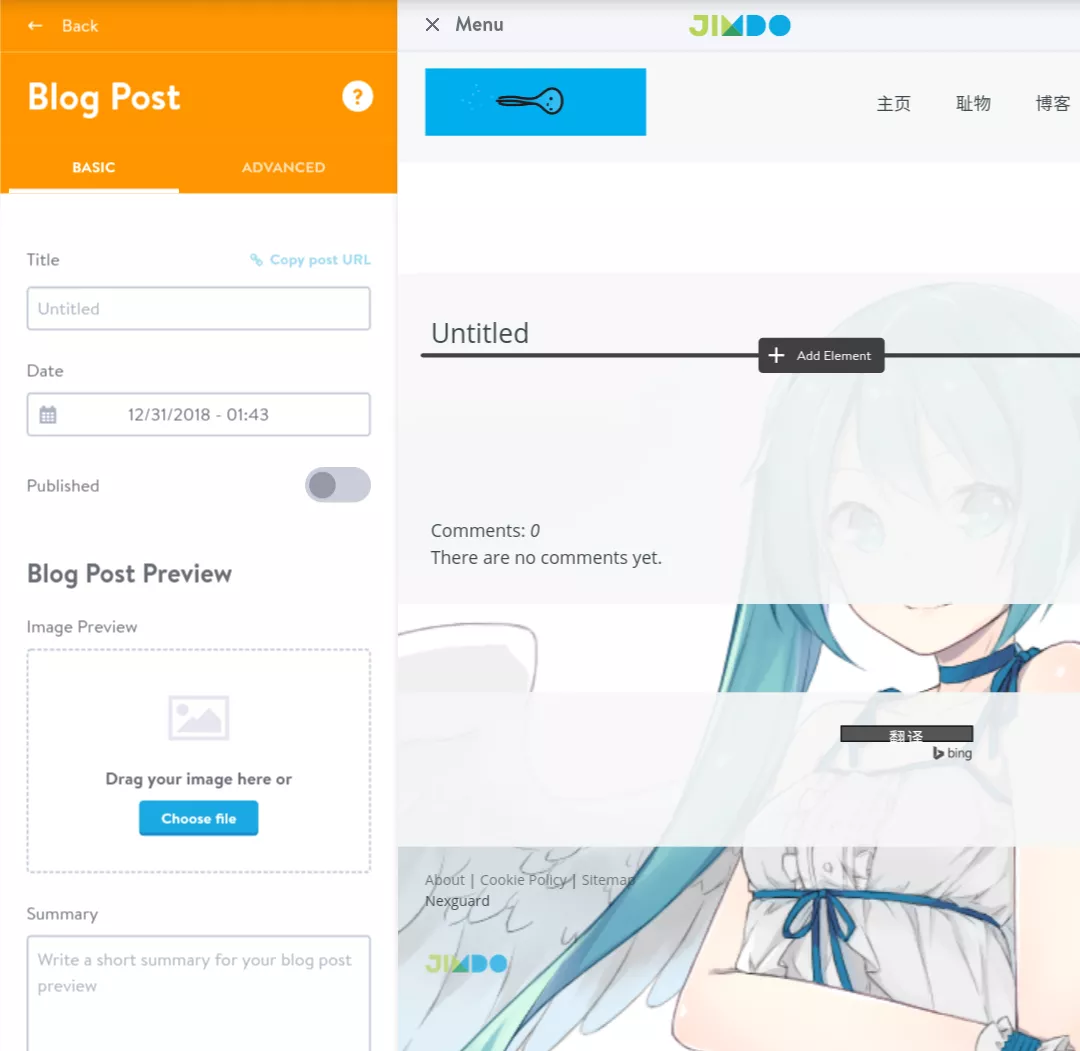 Back
Blog Post
?
BASIC
ADVANCED
Title
Copy post URL
Untitled
Date
12/31/2018 - 01:43
Published
Blog Post Preview
Image Preview
Drag your image here or
Choose file
Summary
Write a short summary for your blog post
preview
Menu
JIMDO
主页
耻物
博客
Untitled
Add Element
Comments: 0
There are no comments yet.
翻译
bing
About | Cookie Policy | Sitemap
Nexguard
JIMDO